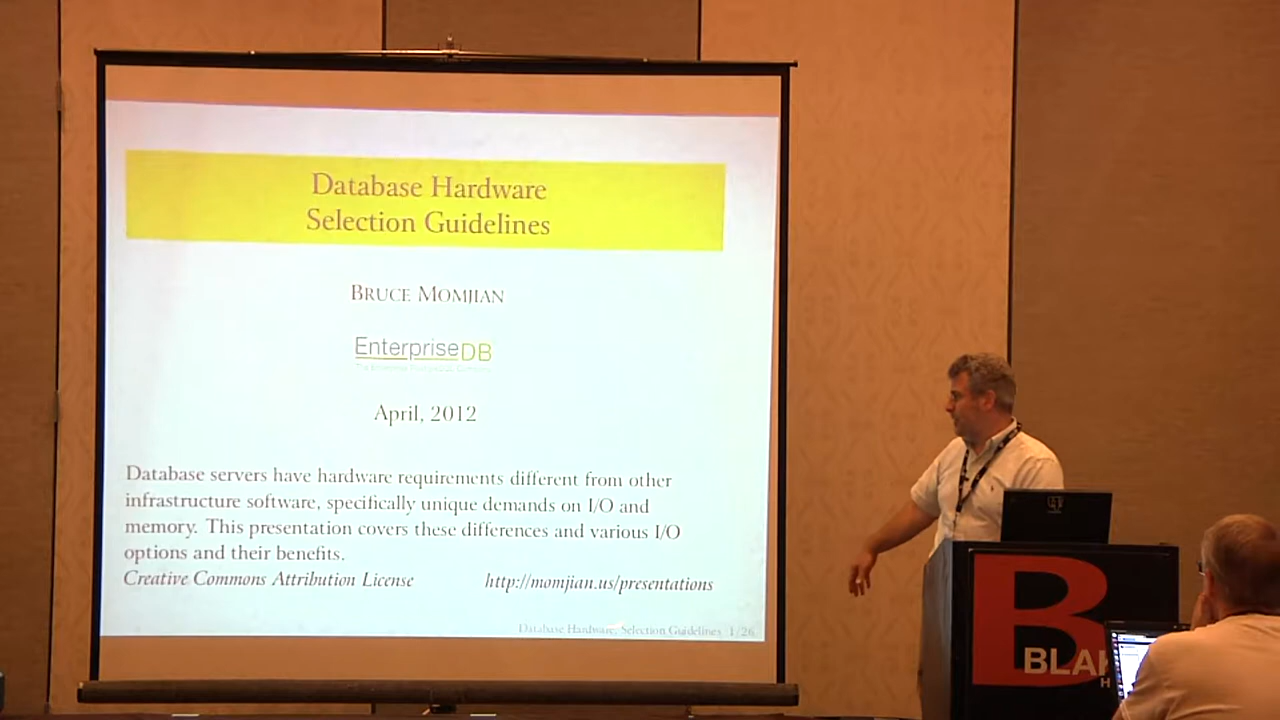 Database Hardware
Selection Guidelines
BRUCE MOMJIAN
EnterpriseDB
April, 2012
Database servers have hardware requirements different from other
infrastructure software, specifically unique demands on I/O and
memory. This presentation covers these differences and various I/O
options and their benefits.
Creative Commons Attribution License http://momjian.us/presentations
Database Hardware, Selection Guidelines 1/26
B
BLA
H